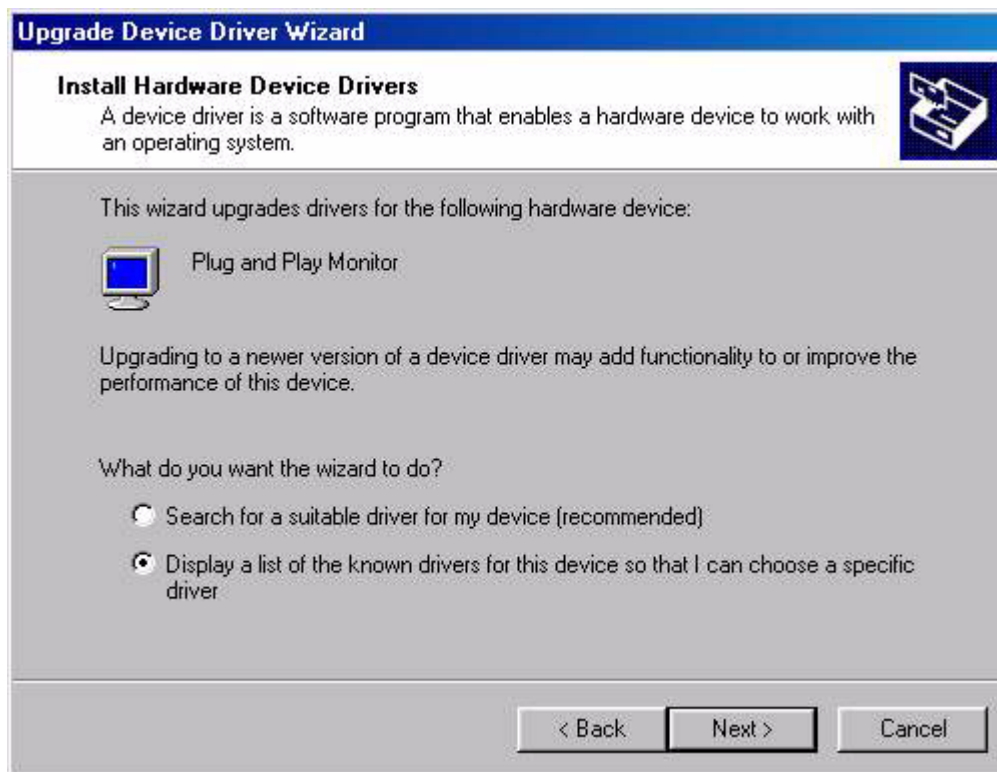 Upgrade Device Driver Wizard
Install Hardware Device Drivers
A device driver is a software program that enables a hardware device to work with
an operating system.
This wizard upgrades drivers for the following hardware device:
Plug and Play Monitor
Upgrading to a newer version of a device driver may add functionality to or improve the
performance of this device.
What do you want the wizard to do?
Search for a suitable driver for my device (recommended)
Display a list of the known drivers for this device so that I can choose a specific
driver
< Back Next > Cancel